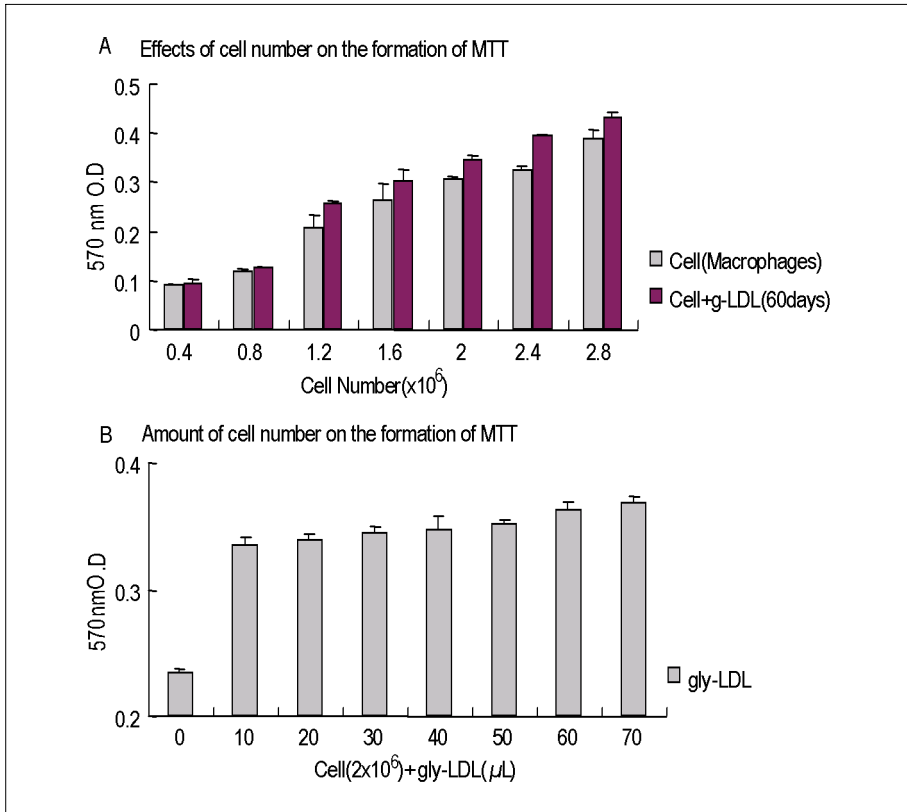 A Effects of cell number on the formation of MTT
0.5
0.4
0.3
0.2
0.1
0
570 nm O.D
0.4 0.8 1.2 1.6 2 2.4 2.8
Cell Number(x10⁶)
Cell(Macrophages)
Cell+g-LDL(60days)
B Amount of cell number on the formation of MTT
0.4
0.3
0.2
570nmO.D
0 10 20 30 40 50 60 70
Cell(2x10⁶)+gly-LDL(µL)
gly-LDL